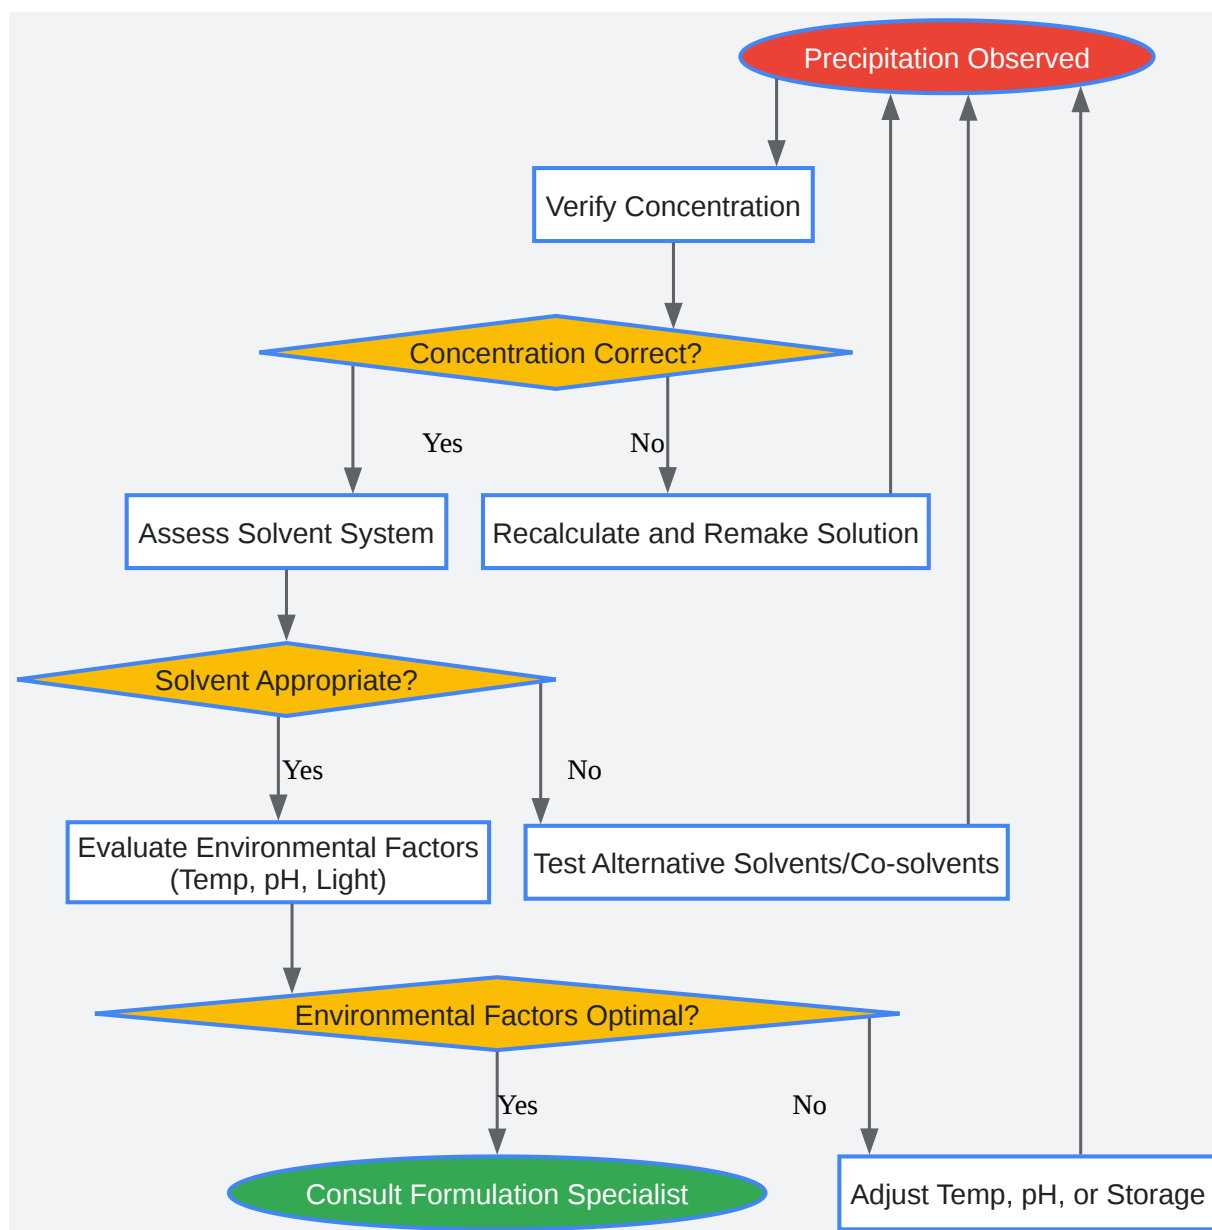 Precipitation Observed
Verify Concentration
Concentration Correct?
Yes
No
Assess Solvent System
Recalculate and Remake Solution
Solvent Appropriate?
Yes
No
Evaluate Environmental Factors
(Temp, pH, Light)
Test Alternative Solvents/Co-solvents
Environmental Factors Optimal?
Yes
No
Consult Formulation Specialist
Adjust Temp, pH, or Storage